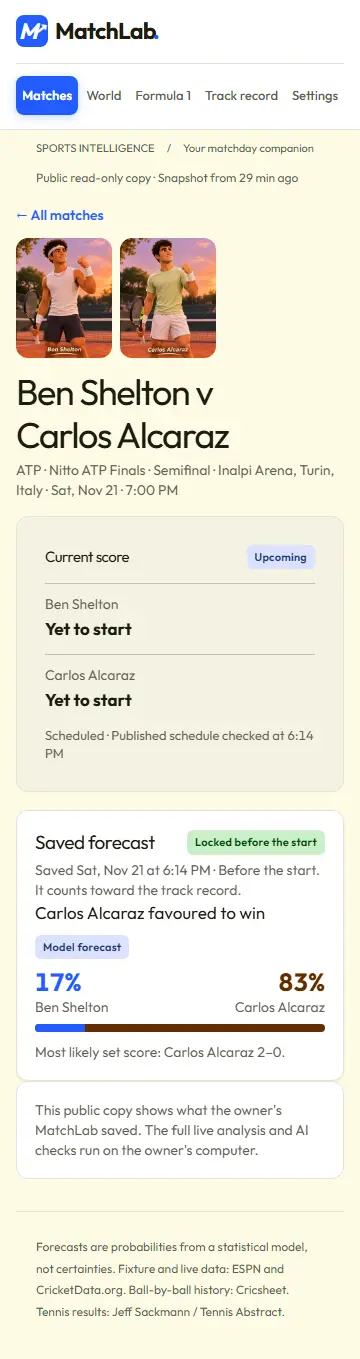 MatchLab.
Matches World Formula 1 Track record Settings
SPORTS INTELLIGENCE / Your matchday companion
Public read-only copy · Snapshot from 29 min ago
← All matches
Ben Shelton Carlos Alcaraz
Ben Shelton v
Carlos Alcaraz
ATP · Nitto ATP Finals · Semifinal · Inalpi Arena, Turin,
Italy · Sat, Nov 21 · 7:00 PM
Current score Upcoming
Ben Shelton
Yet to start
Carlos Alcaraz
Yet to start
Scheduled · Published schedule checked at 6:14
PM
Saved forecast Locked before the start
Saved Sat, Nov 21 at 6:14 PM · Before the start.
It counts toward the track record.
Carlos Alcaraz favoured to win
Model forecast
17% 83%
Ben Shelton Carlos Alcaraz
Most likely set score: Carlos Alcaraz 2–0.
This public copy shows what the owner's
MatchLab saved. The full live analysis and AI
checks run on the owner's computer.
Forecasts are probabilities from a statistical model,
not certainties. Fixture and live data: ESPN and
CricketData.org. Ball-by-ball history: Cricsheet.
Tennis results: Jeff Sackmann / Tennis Abstract.